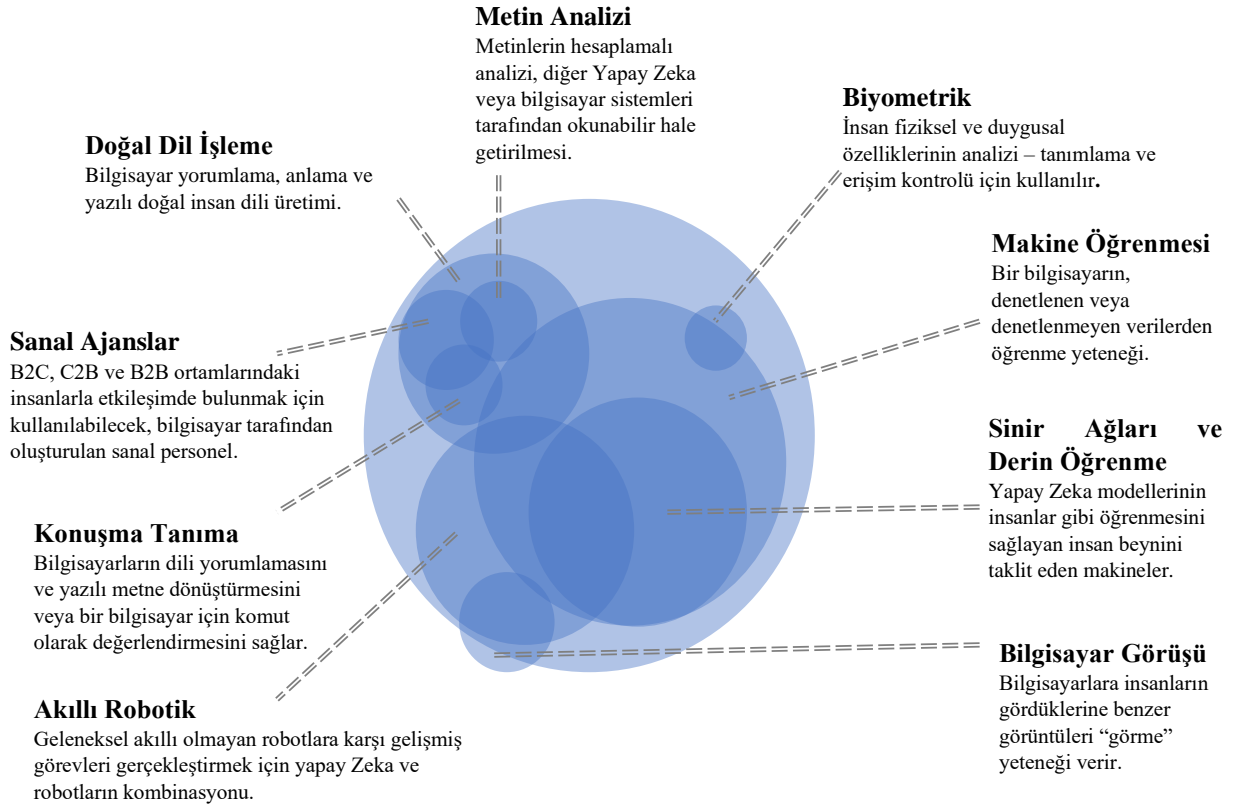 Metin Analizi
Metinlerin hesaplamalı
analizi, diğer Yapay Zeka
veya bilgisayar sistemleri
tarafından okunabilir hale
getirilmesi.
Biyometrik
İnsan fiziksel ve duygusal
özelliklerinin analizi – tanımlama ve
erişim kontrolü için kullanılır.
Doğal Dil İşleme
Bilgisayar yorumlama, anlama ve
yazılı doğal insan dili üretimi.
Makine Öğrenmesi
Bir bilgisayarın,
denetlenen veya
denetlenmeyen verilerden
öğrenme yeteneği.
Sanal Ajanslar
B2C, C2B ve B2B ortamlarındaki
insanlarla etkileşimde bulunmak için
kullanılabilecek, bilgisayar tarafından
oluşturulan sanal personel.
Sinir Ağları ve
Derin Öğrenme
Yapay Zeka modellerinin
insanlar gibi öğrenmesini
sağlayan insan beynini
taklit eden makineler.
Konuşma Tanıma
Bilgisayarların dili yorumlamasını
ve yazılı metne dönüştürmesini
veya bir bilgisayar için komut
olarak değerlendirmesini sağlar.
Bilgisayar Görüşü
Bilgisayarlara insanların
gördüklerine benzer
görüntüleri “görme”
yeteneği verir.
Akıllı Robotik
Geleneksel akıllı olmayan robotlara karşı gelişmiş
görevleri gerçekleştirmek için yapay Zeka ve
robotların kombinasyonu.